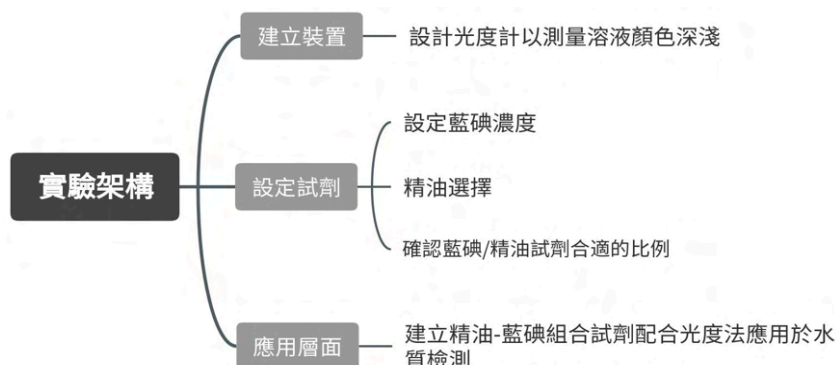 建立裝置
設計光度計以測量溶液顏色深淺
設定藍碘濃度
實驗架構
設定試劑
精油選擇
確認藍碘/精油試劑合適的比例
應用層面
建立精油-藍碘組合試劑配合光度法應用於水
質檢測